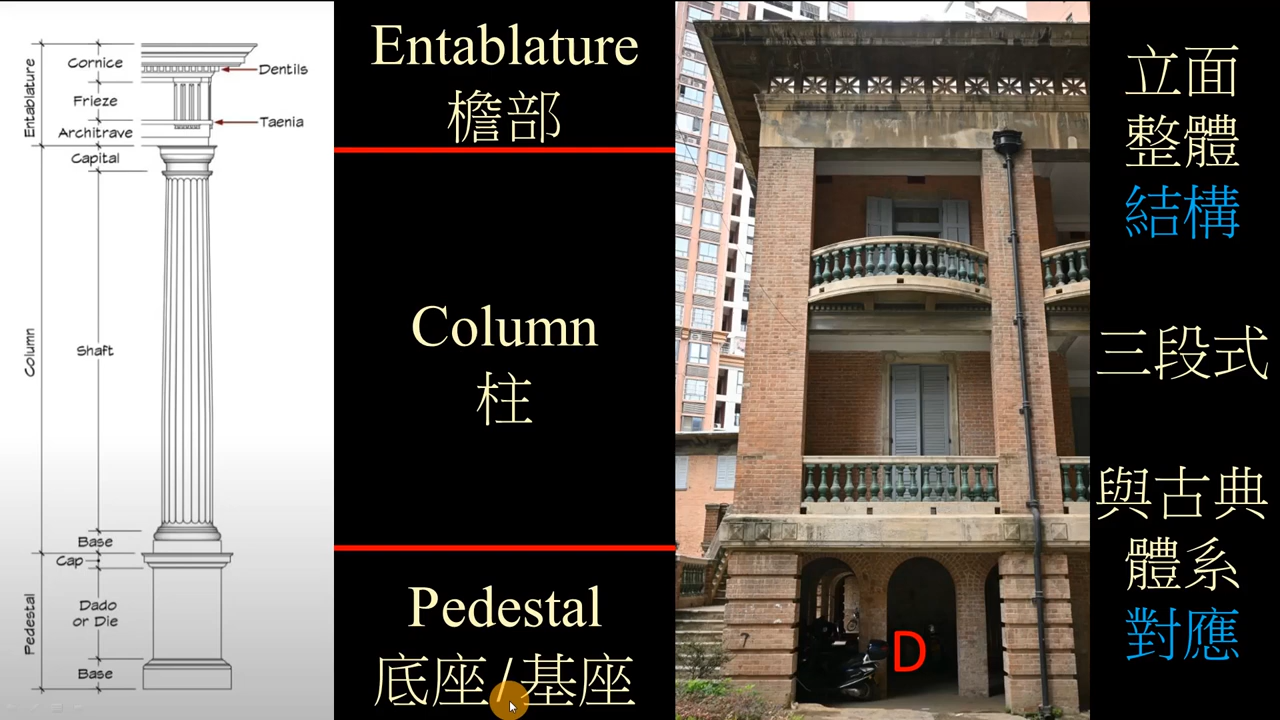 Entablature
Cornice
Dentils
Frieze
Taenia
Architrave
Capital
Column
Shaft
Base
Cap
Pedestal
Dado
or Die
Base
Entablature
檐部
Column
柱
Pedestal
底座/基座
D
立面
整體
結構
三段式
與古典
體系
對應